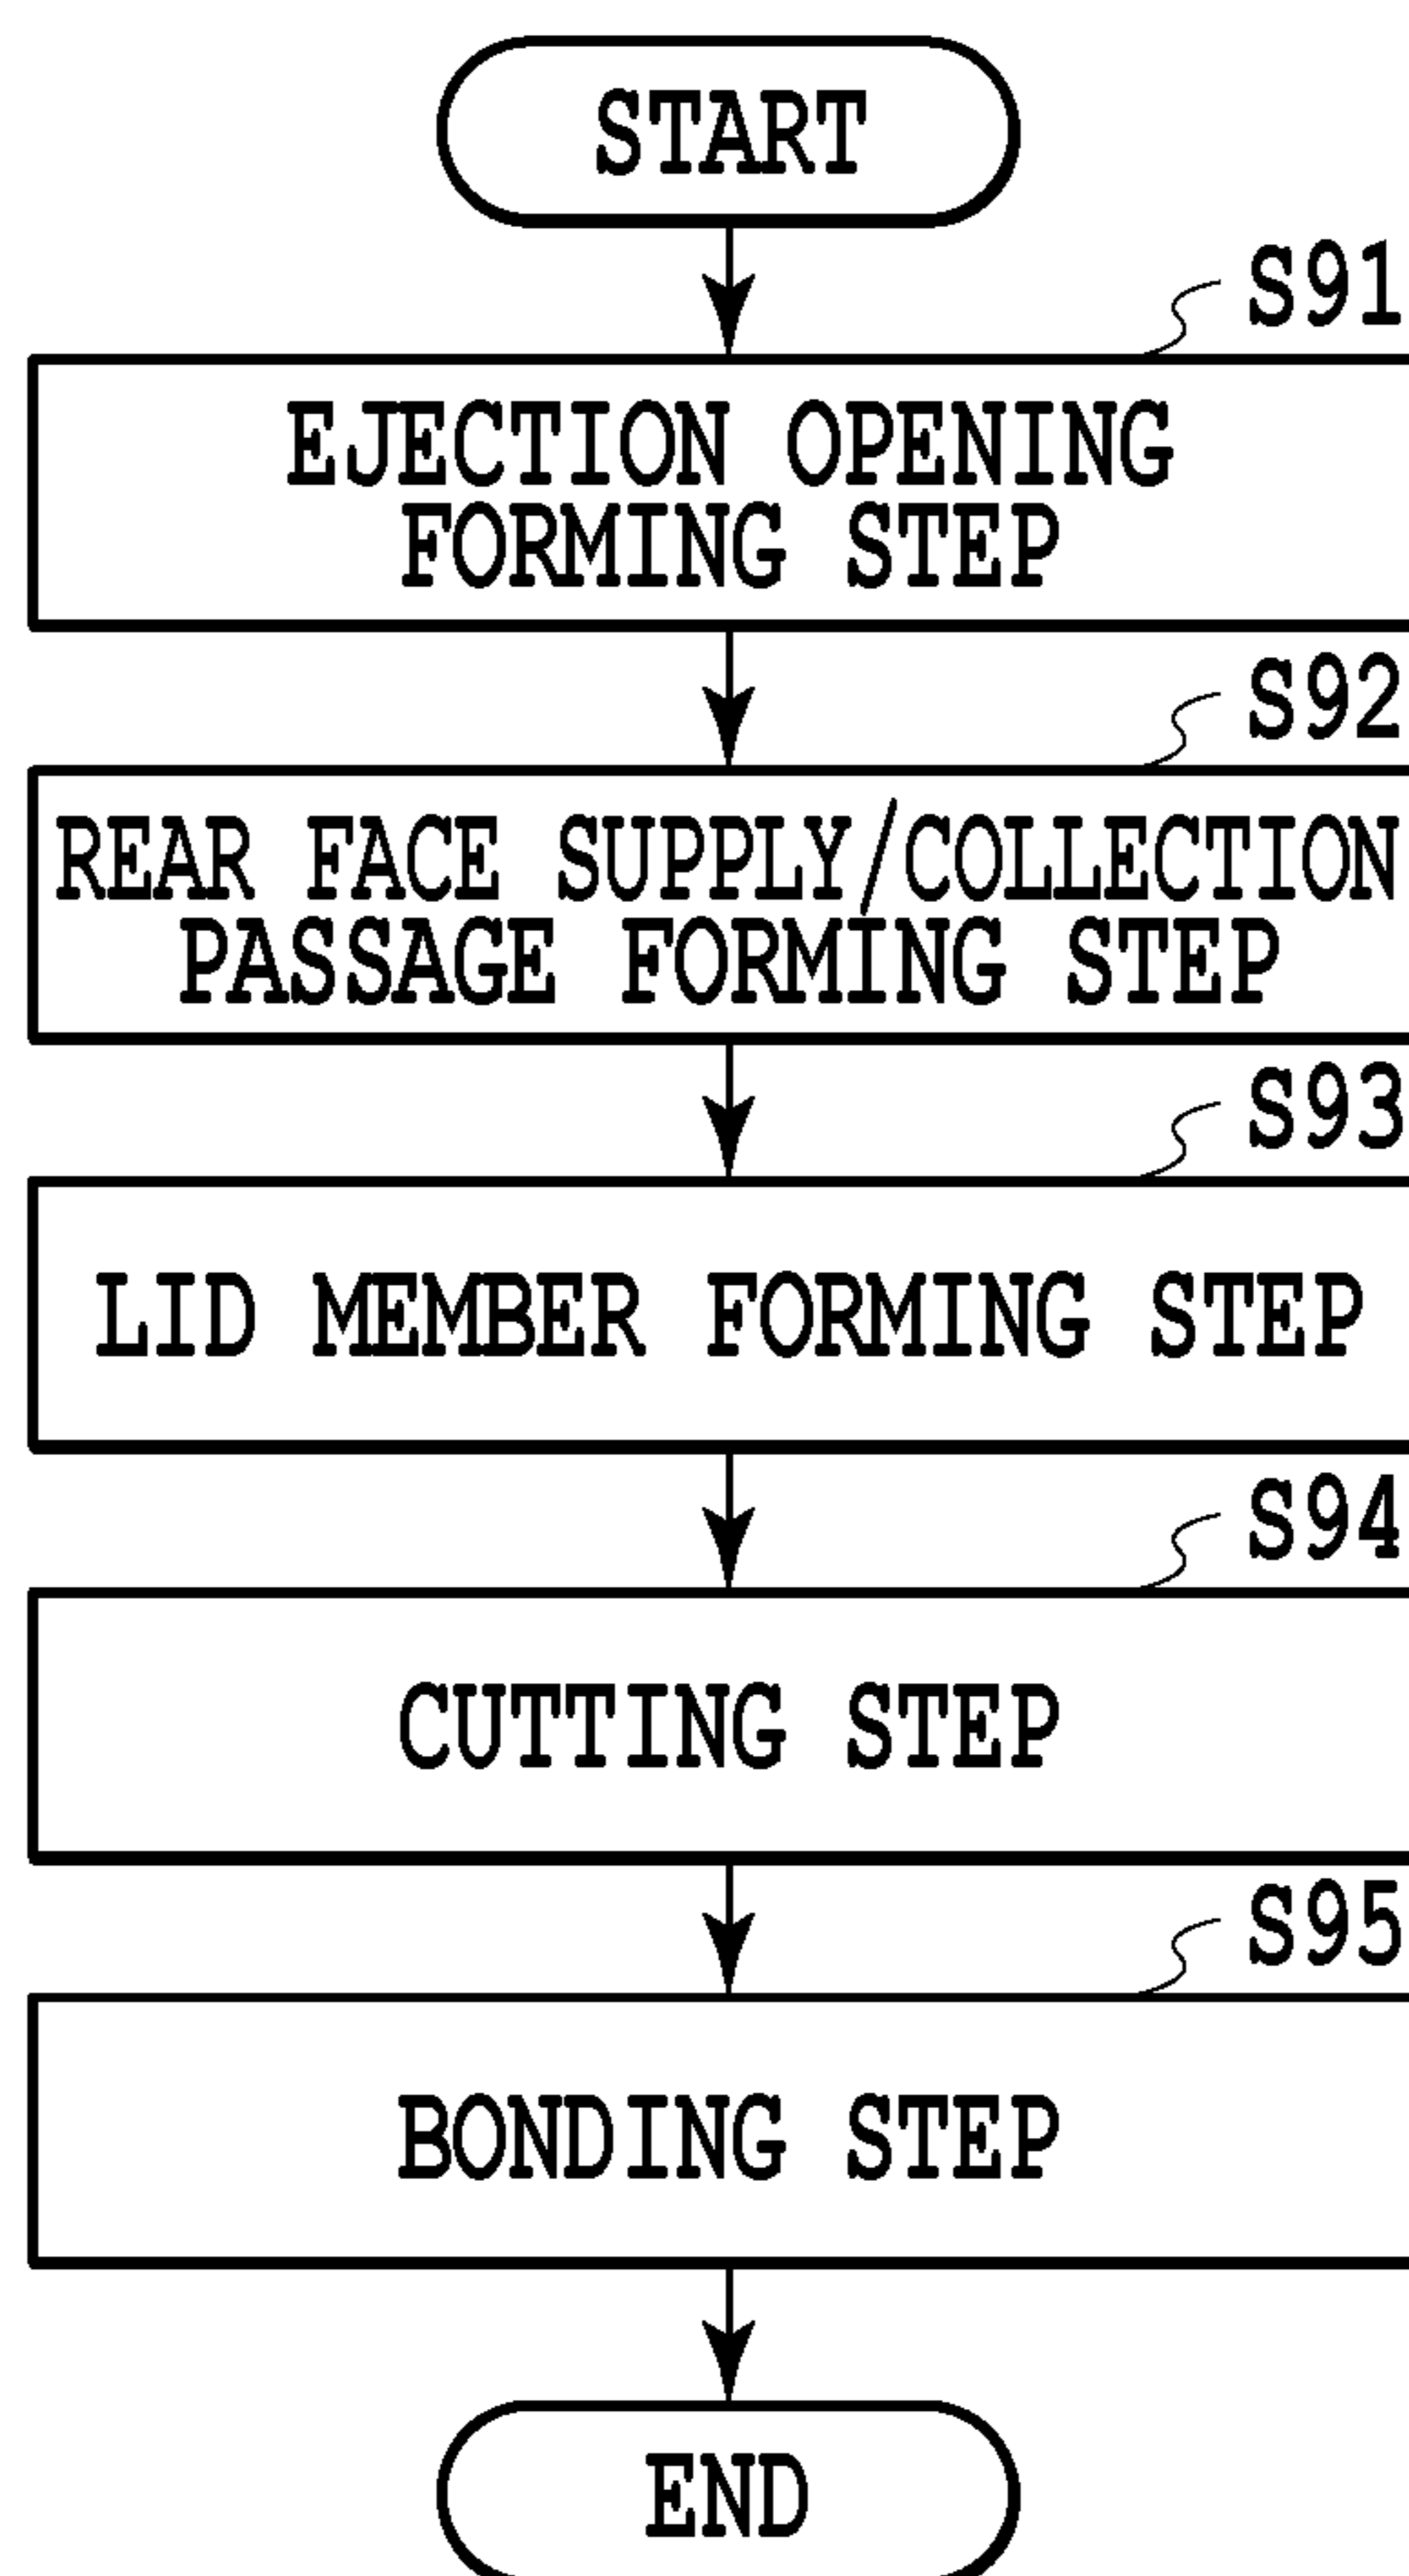 START
S91
EJECTION OPENING
FORMING STEP
S92
REAR FACE SUPPLY/COLLECTION
PASSAGE FORMING STEP
S93
LID MEMBER FORMING STEP
S94
CUTTING STEP
S95
BONDING STEP
END